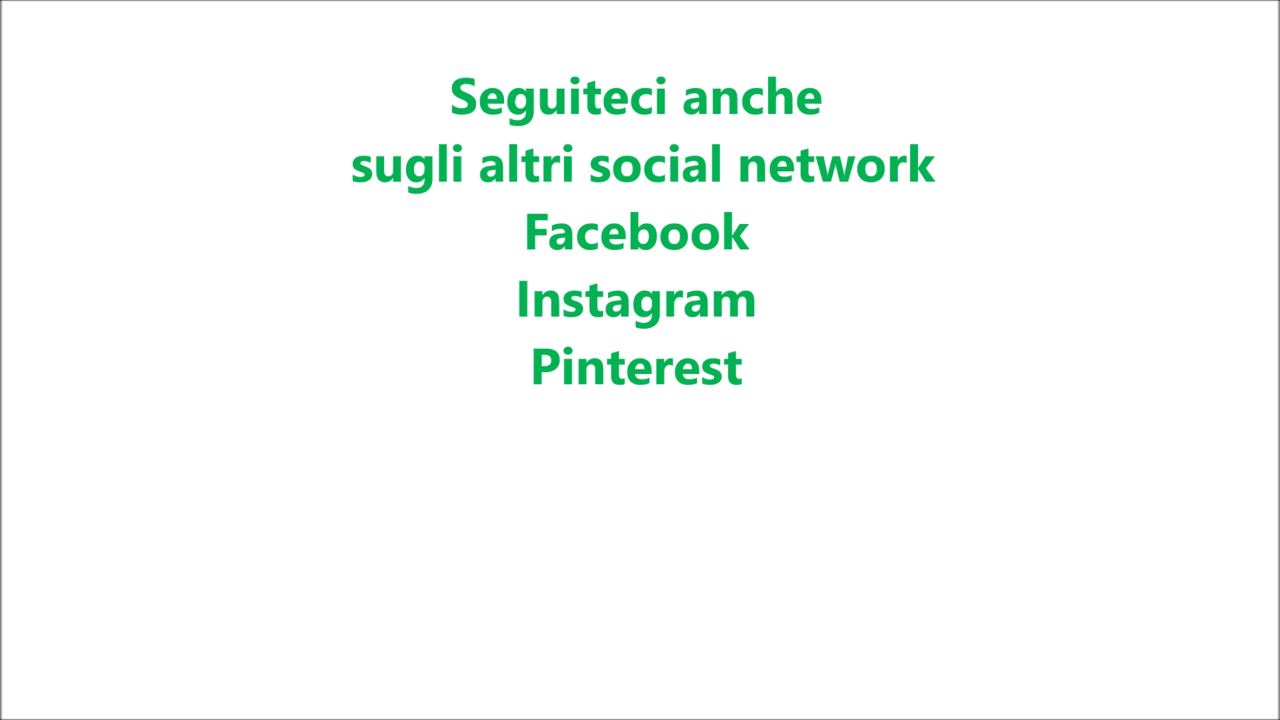 Seguiteci anche
sugli altri social network
Facebook
Instagram
Pinterest